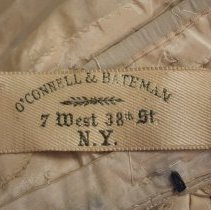 O'CONNELL & BATEMAN
7 West 38th St.
N.Y.